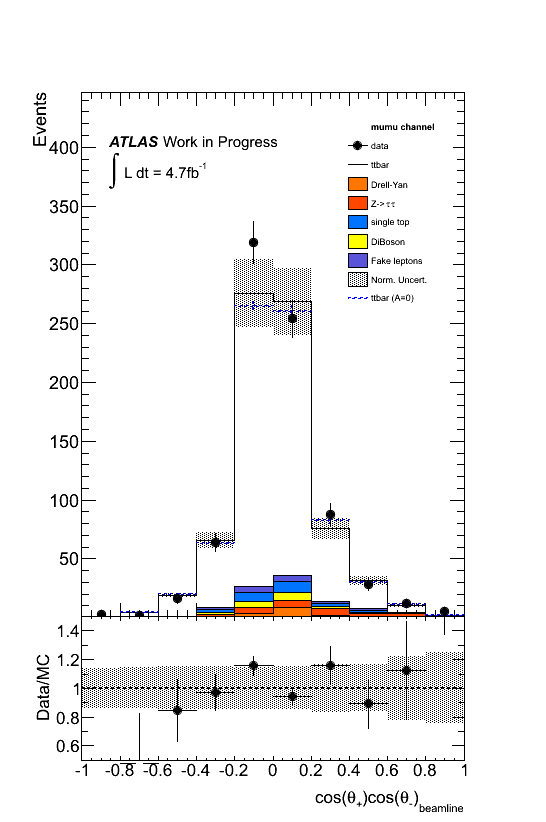 Events
ATLAS Work in Progress
∫ L dt = 4.7fb⁻¹
mumu channel
data
ttbar
Drell-Yan
Z->ττ
single top
DiBoson
Fake leptons
Norm. Uncert.
ttbar (A=0)
400
350
300
250
200
150
100
50
Data/MC
1.4
1.2
1
0.8
0.6
-1 -0.8 -0.6 -0.4 -0.2 0 0.2 0.4 0.6 0.8 1
cos(θ₊)cos(θ₋)beamline